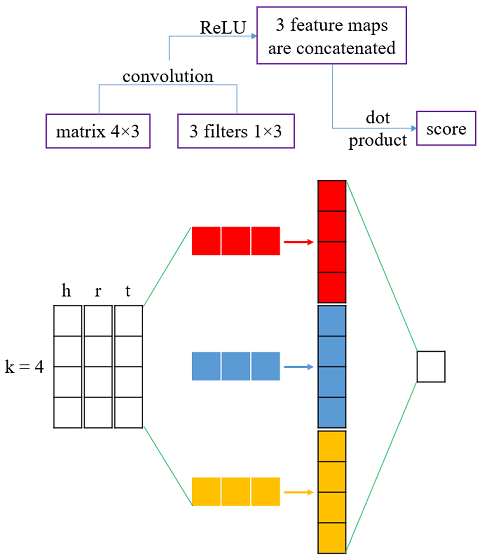 ReLU
3 feature maps
are concatenated
convolution
matrix 4×3
3 filters 1×3
dot
product
score
h r t
k = 4